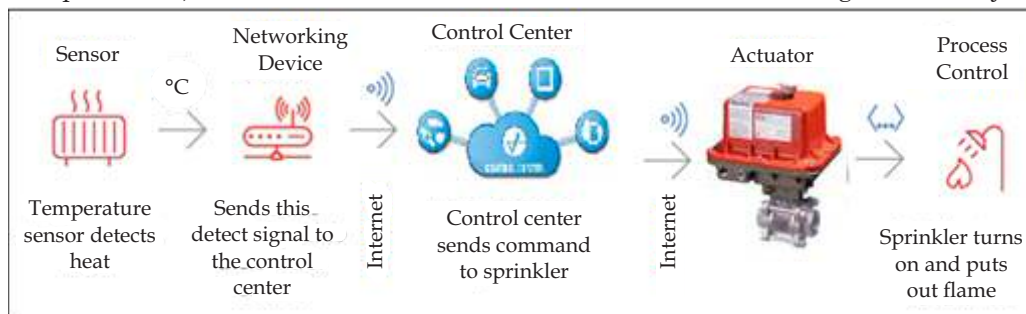 Sensor
Networking
Device
Control Center
Actuator
Process
Control
°C
Internet
Internet
Temperature
sensor detects
heat
Sends this
detect signal to
the control
center
Control center
sends command
to sprinkler
Sprinkler turns
on and puts
out flame